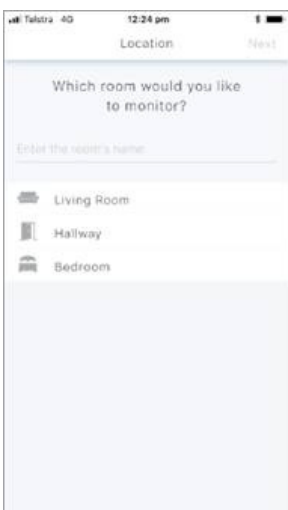 Telstra 4G 12:24 pm
Location Next
Which room would you like
to monitor?
Enter the room's name
Living Room
Hallway
Bedroom